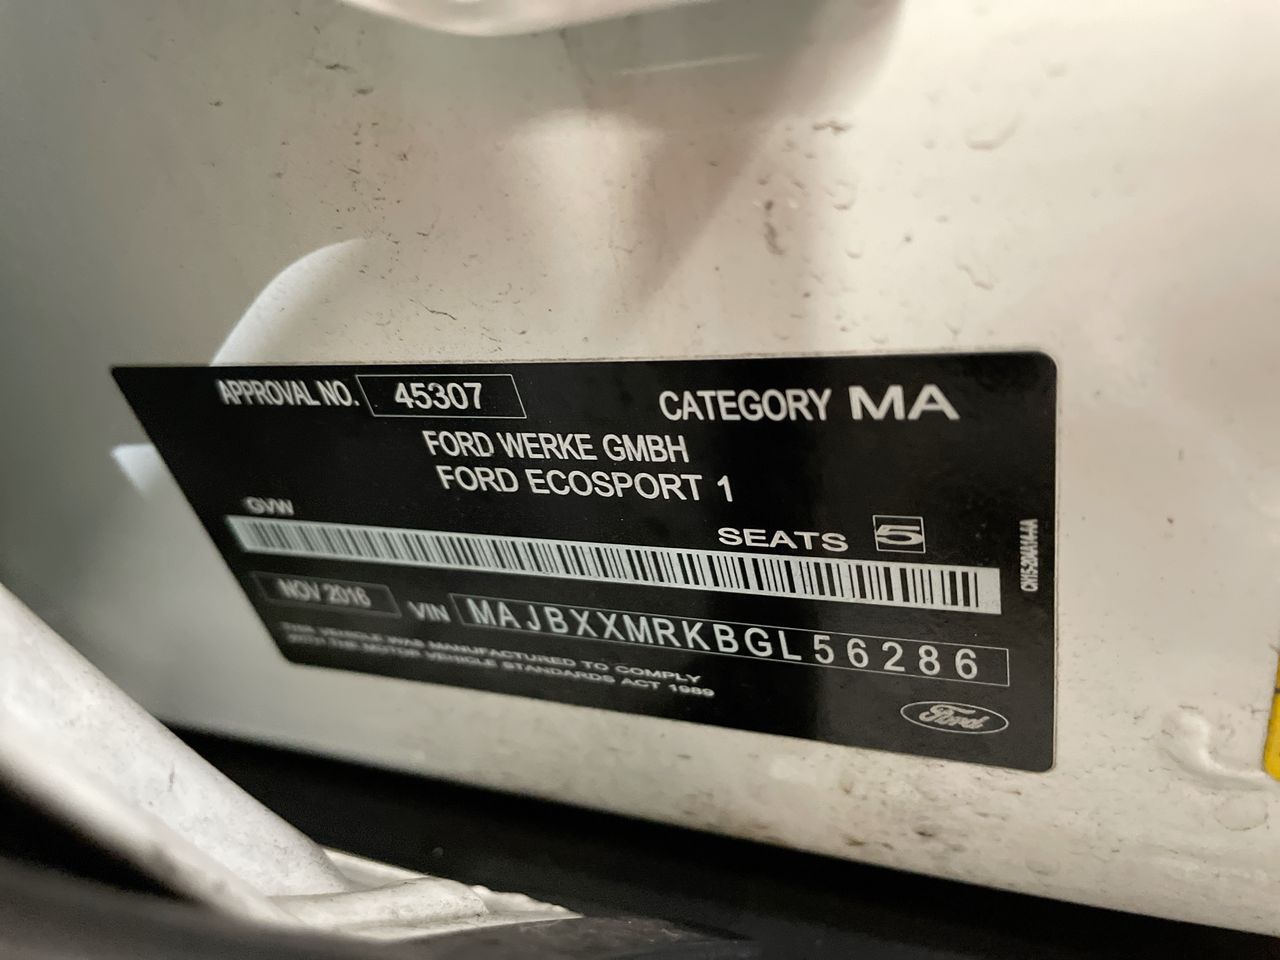 APPROVAL NO. 45307 CATEGORY MA
FORD WERKE GMBH
FORD ECOSPORT 1
GVW
SEATS 5
NOV 2016 VIN MAJBXXMRKBGL56286
THIS VEHICLE WAS MANUFACTURED TO COMPLY
WITH THE MOTOR VEHICLE STANDARDS ACT 1989
Ford